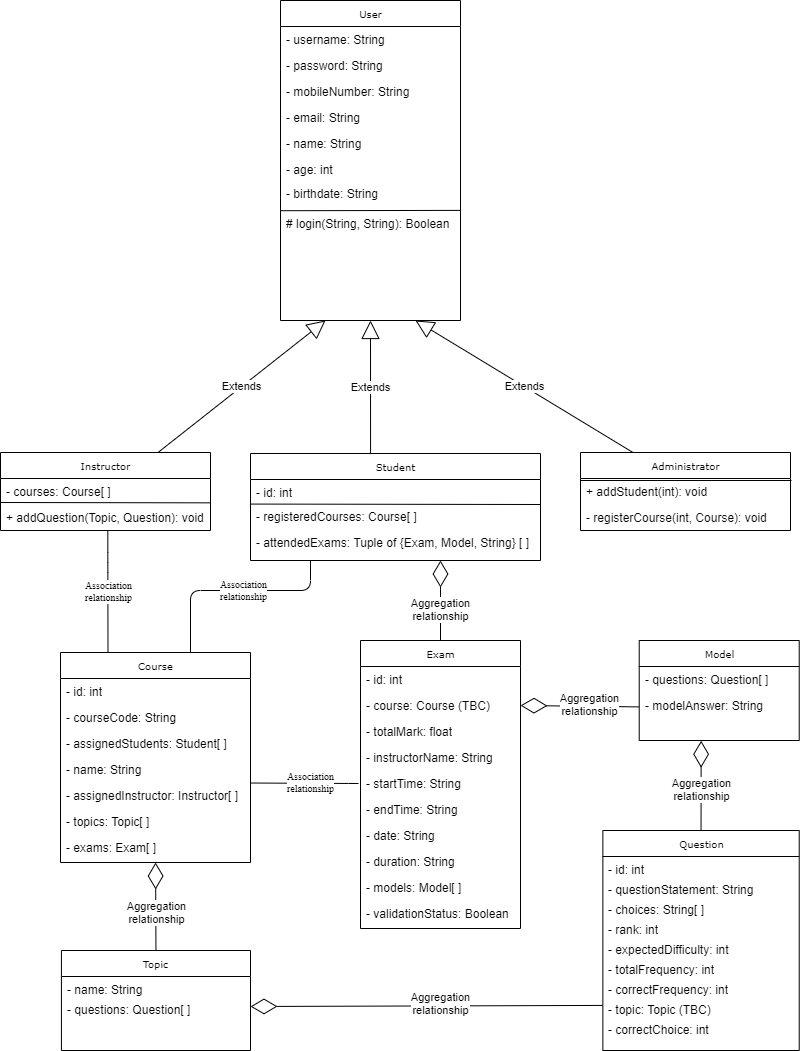 User
- username: String
- password: String
- mobileNumber: String
- email: String
- name: String
- age: int
- birthdate: String
# login(String, String): Boolean
Extends
Extends
Extends
Instructor
- courses: Course[ ]
+ addQuestion(Topic, Question): void
Student
- id: int
- registeredCourses: Course[ ]
- attendedExams: Tuple of {Exam, Model, String} [ ]
Administrator
+ addStudent(int): void
- registerCourse(int, Course): void
Association
relationship
Association
relationship
Aggregation
relationship
Course
- id: int
- courseCode: String
- assignedStudents: Student[ ]
- name: String
- assignedInstructor: Instructor[ ]
- topics: Topic[ ]
- exams: Exam[ ]
Association
relationship
Exam
- id: int
- course: Course (TBC)
- totalMark: float
- instructorName: String
- startTime: String
- endTime: String
- date: String
- duration: String
- models: Model[ ]
- validationStatus: Boolean
Aggregation
relationship
Model
- questions: Question[ ]
- modelAnswer: String
Aggregation
relationship
Question
- id: int
- questionStatement: String
- choices: String[ ]
- rank: int
- expectedDifficulty: int
- totalFrequency: int
- correctFrequency: int
- topic: Topic (TBC)
- correctChoice: int
Aggregation
relationship
Topic
- name: String
- questions: Question[ ]
Aggregation
relationship